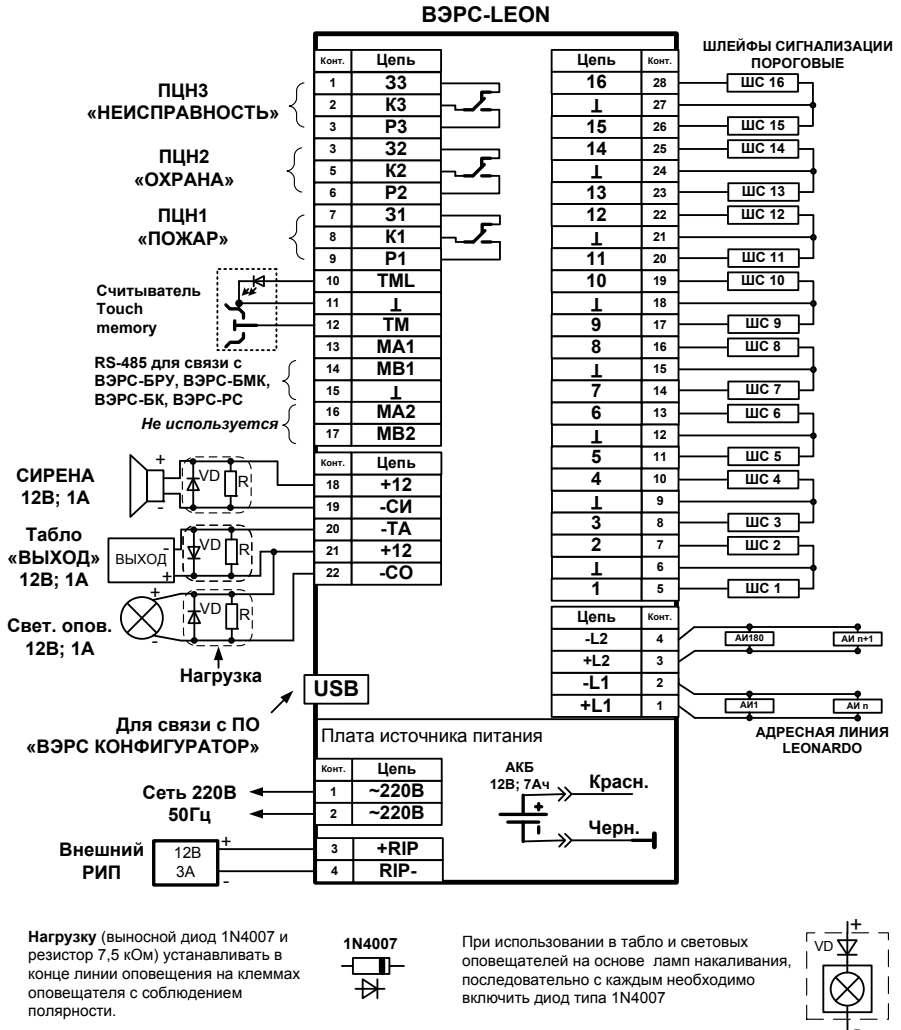 ВЭРС-LEON
Конт. Цепь
1 З3
2 К3
3 Р3
3 З2
5 К2
6 Р2
7 З1
8 К1
9 Р1
10 TML
11 ⊥
12 TM
13 MA1
14 MB1
15 ⊥
16 MA2
17 MB2
Конт. Цепь
18 +12
19 -СИ
20 -ТА
21 +12
22 -СО
ПЦН3
«НЕИСПРАВНОСТЬ»
ПЦН2
«ОХРАНА»
ПЦН1
«ПОЖАР»
Считыватель
Touch
memory
RS-485 для связи с
ВЭРС-БРУ, ВЭРС-БМК,
ВЭРС-БК, ВЭРС-РС
Не используется
СИРЕНА
12В; 1А
+ VD R -
Табло
«ВЫХОД»
12В; 1А
ВЫХОД - + VD R
Свет. опов.
12В; 1А
+ VD R -
Нагрузка
USB
Для связи с ПО
«ВЭРС КОНФИГУРАТОР»
ШЛЕЙФЫ СИГНАЛИЗАЦИИ
ПОРОГОВЫЕ
Цепь Конт.
16 28 ШС 16
⊥ 27
15 26 ШС 15
14 25 ШС 14
⊥ 24
13 23 ШС 13
12 22 ШС 12
⊥ 21
11 20 ШС 11
10 19 ШС 10
⊥ 18
9 17 ШС 9
8 16 ШС 8
⊥ 15
7 14 ШС 7
6 13 ШС 6
⊥ 12
5 11 ШС 5
4 10 ШС 4
⊥ 9
3 8 ШС 3
2 7 ШС 2
⊥ 6
1 5 ШС 1
Цепь Конт.
-L2 4
+L2 3
-L1 2
+L1 1
АИ180 АИ n+1
АИ1 АИ n
АДРЕСНАЯ ЛИНИЯ
LEONARDO
Плата источника питания
Конт. Цепь
1 ~220В
2 ~220В
3 +RIP
4 RIP-
Сеть 220В
50Гц
Внешний
РИП
12В
3А
+
-
АКБ
12В; 7Ач
Красн.
+
-
Черн.
Нагрузку (выносной диод 1N4007 и
резистор 7,5 кОм) устанавливать в
конце линии оповещения на клеммах
оповещателя с соблюдением
полярности.
1N4007
При использовании в табло и световых
оповещателей на основе ламп накаливания,
последовательно с каждым необходимо
включить диод типа 1N4007
+
VD
-